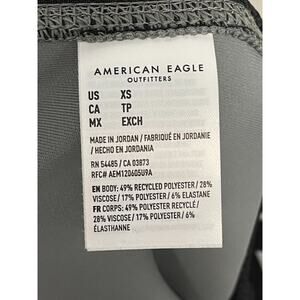 AMERICAN EAGLE
OUTFITTERS
US XS
CA TP
MX EXCH
MADE IN JORDAN / FABRIQUÉ EN JORDANIE
/ HECHO EN JORDANIA
RN 54485/ CA 03873
RFC# AEM120605U9A
EN BODY: 49% RECYCLED POLYESTER/ 28%
VISCOSE/ 17% POLYESTER/ 6% ELASTANE
FR CORPS: 49% POLYESTER RECYCLÉ/
28% VISCOSE/ 17% POLYESTER/ 6%
ÉLASTHANNE